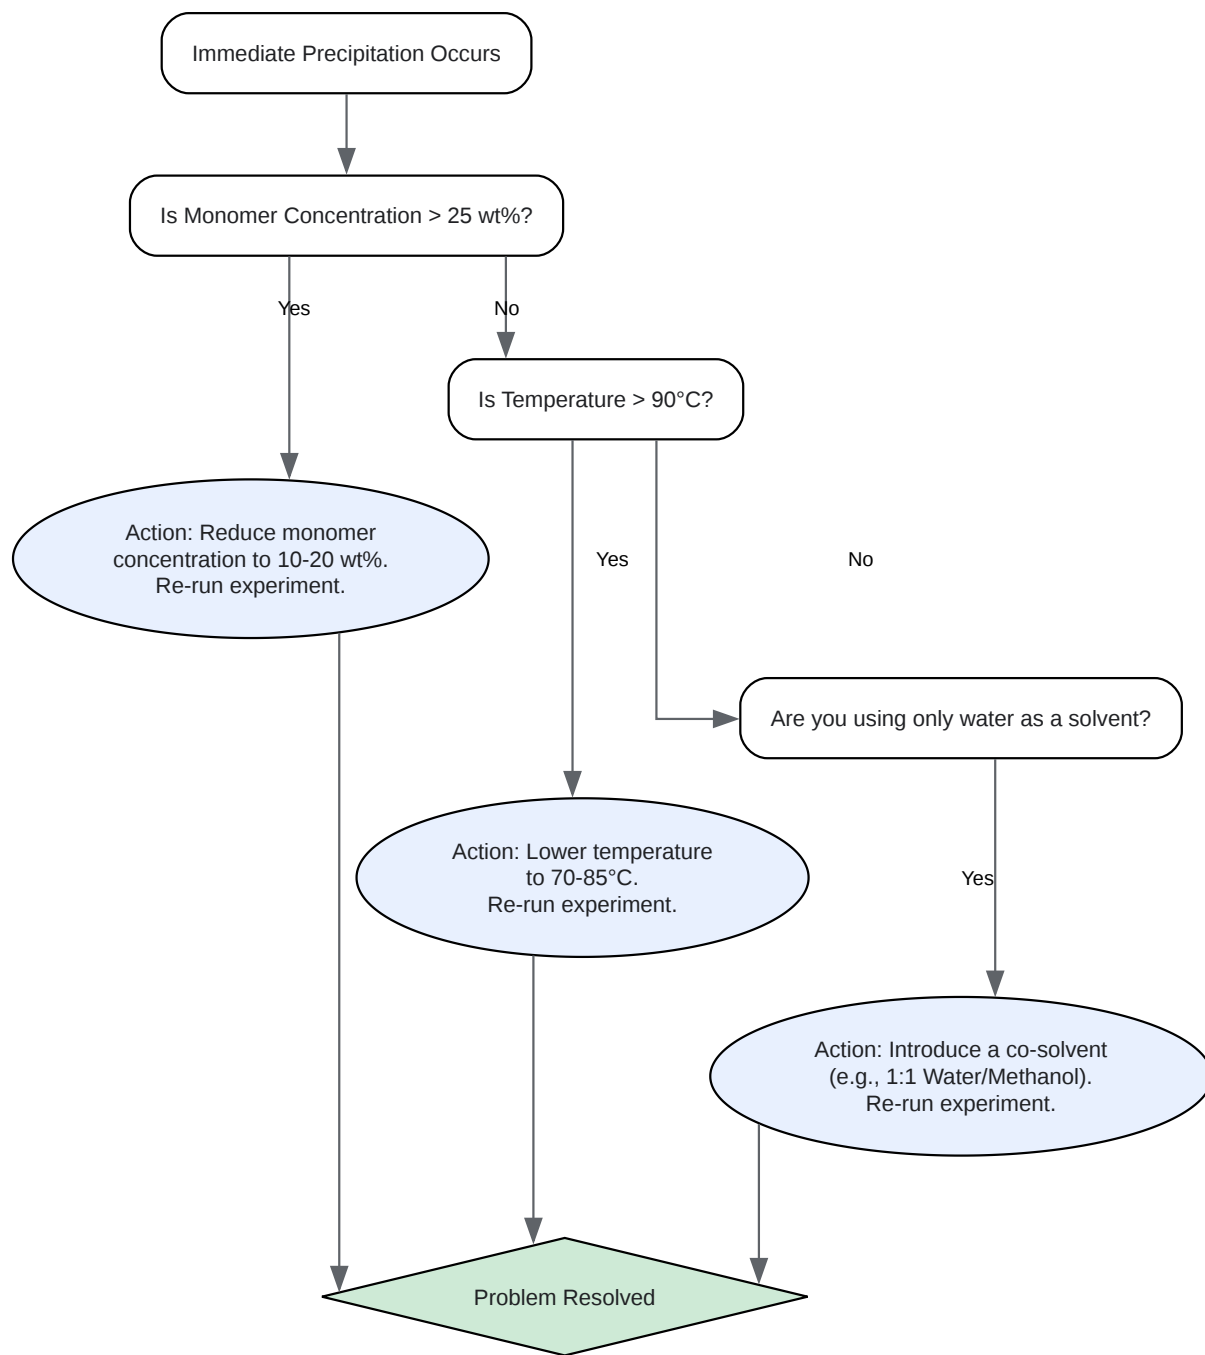 Immediate Precipitation Occurs
Is Monomer Concentration > 25 wt%?
Yes
No
Is Temperature > 90°C?
Action: Reduce monomer
concentration to 10-20 wt%.
Re-run experiment.
Yes
No
Are you using only water as a solvent?
Action: Lower temperature
to 70-85°C.
Re-run experiment.
Yes
Action: Introduce a co-solvent
(e.g., 1:1 Water/Methanol).
Re-run experiment.
Problem Resolved